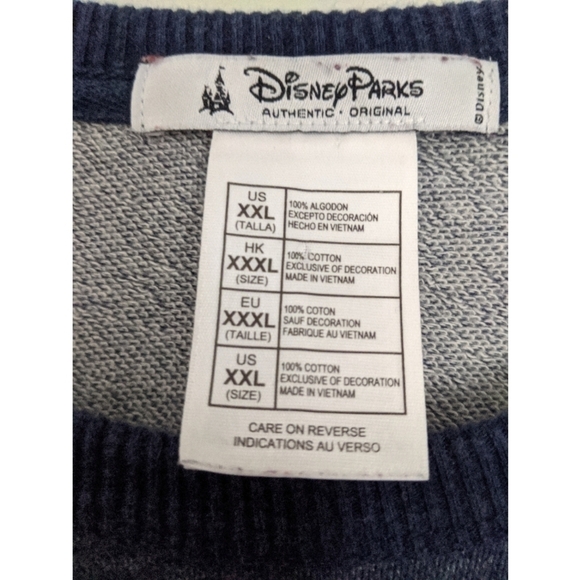 Disney Parks
AUTHENTIC · ORIGINAL
©Disney
US
XXL
(TALLA)
100% ALGODON
EXCEPTO DECORACIÓN
HECHO EN VIETNAM
HK
XXXL
(SIZE)
100% COTTON
EXCLUSIVE OF DECORATION
MADE IN VIETNAM
EU
XXXL
(TAILLE)
100% COTON
SAUF DECORATION
FABRIQUE AU VIETNAM
US
XXL
(SIZE)
100% COTTON
EXCLUSIVE OF DECORATION
MADE IN VIETNAM
CARE ON REVERSE
INDICATIONS AU VERSO